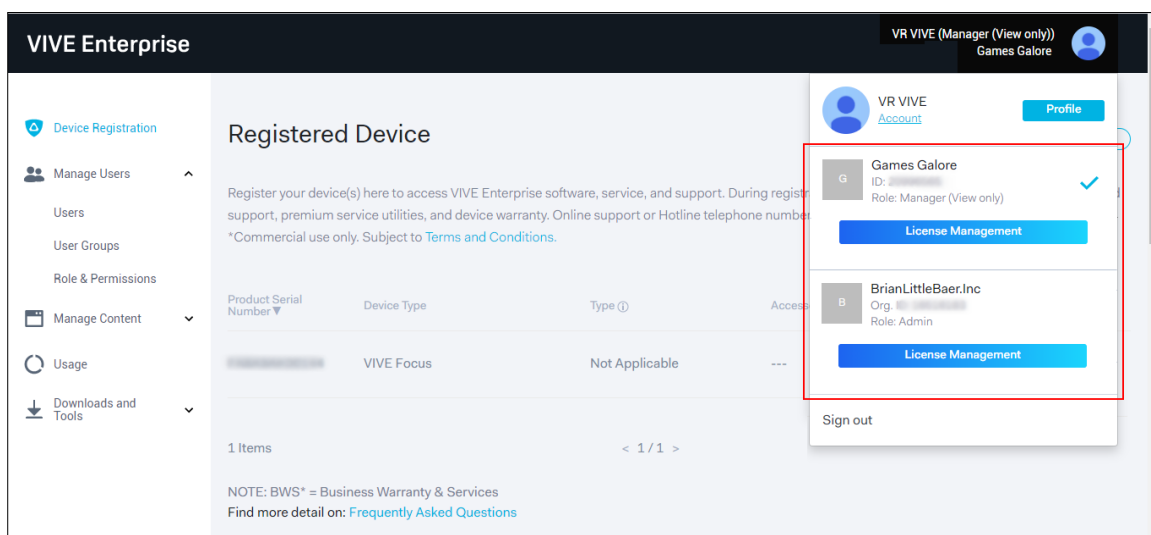 VIVE Enterprise
VR VIVE (Manager (View only))
Games Galore
Device Registration
Manage Users
Users
User Groups
Role & Permissions
Manage Content
Usage
Downloads and
Tools
Registered Device
Register your device(s) here to access VIVE Enterprise software, service, and support. During regist
support, premium service utilities, and device warranty. Online support or Hotline telephone number
*Commercial use only. Subject to Terms and Conditions.
Product Serial
Number▼
Device Type
Type ⓘ
Access
VIVE Focus
Not Applicable
---
1 Items
< 1 / 1 >
NOTE: BWS* = Business Warranty & Services
Find more detail on: Frequently Asked Questions
VR VIVE
Account
Profile
G
Games Galore
ID:
Role: Manager (View only)
License Management
B
BrianLittleBaer.Inc
Org.
Role: Admin
License Management
Sign out